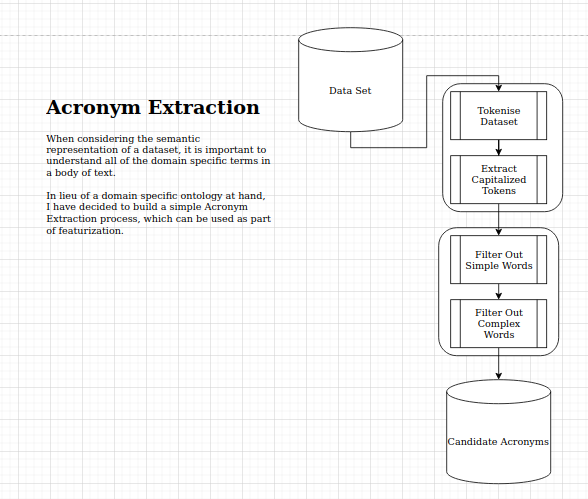 Acronym Extraction
When considering the semantic
representation of a dataset, it is important to
understand all of the domain specific terms in
a body of text.
In lieu of a domain specific ontology at hand,
I have decided to build a simple Acronym
Extraction process, which can be used as part
of featurization.
Data Set
Tokenise
Dataset
Extract
Capitalized
Tokens
Filter Out
Simple Words
Filter Out
Complex
Words
Candidate Acronyms